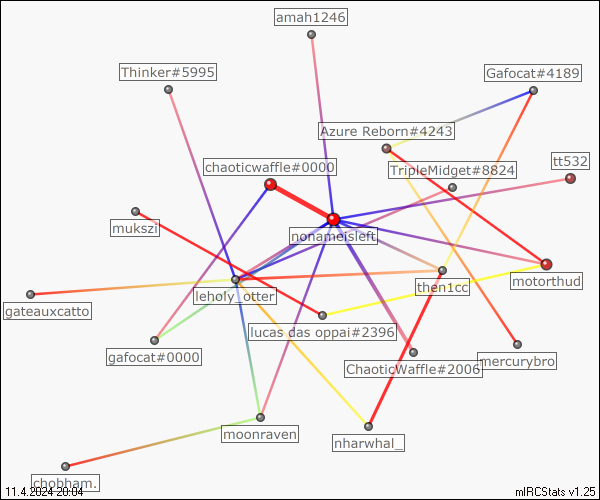 amah1246
Thinker#5995
Gafocat#4189
Azure Reborn#4243
chaoticwaffle#0000
TripleMidget#8824
tt532
mukszi
nonameisleft
leholy_otter
then1cc
motorthud
gateauxcatto
lucas das oppai#2396
gafocat#0000
ChaoticWaffle#2006
mercurybro
moonraven
nharwhal_
chobham.
11.4.2024 20:04
mIRCStats v1.25